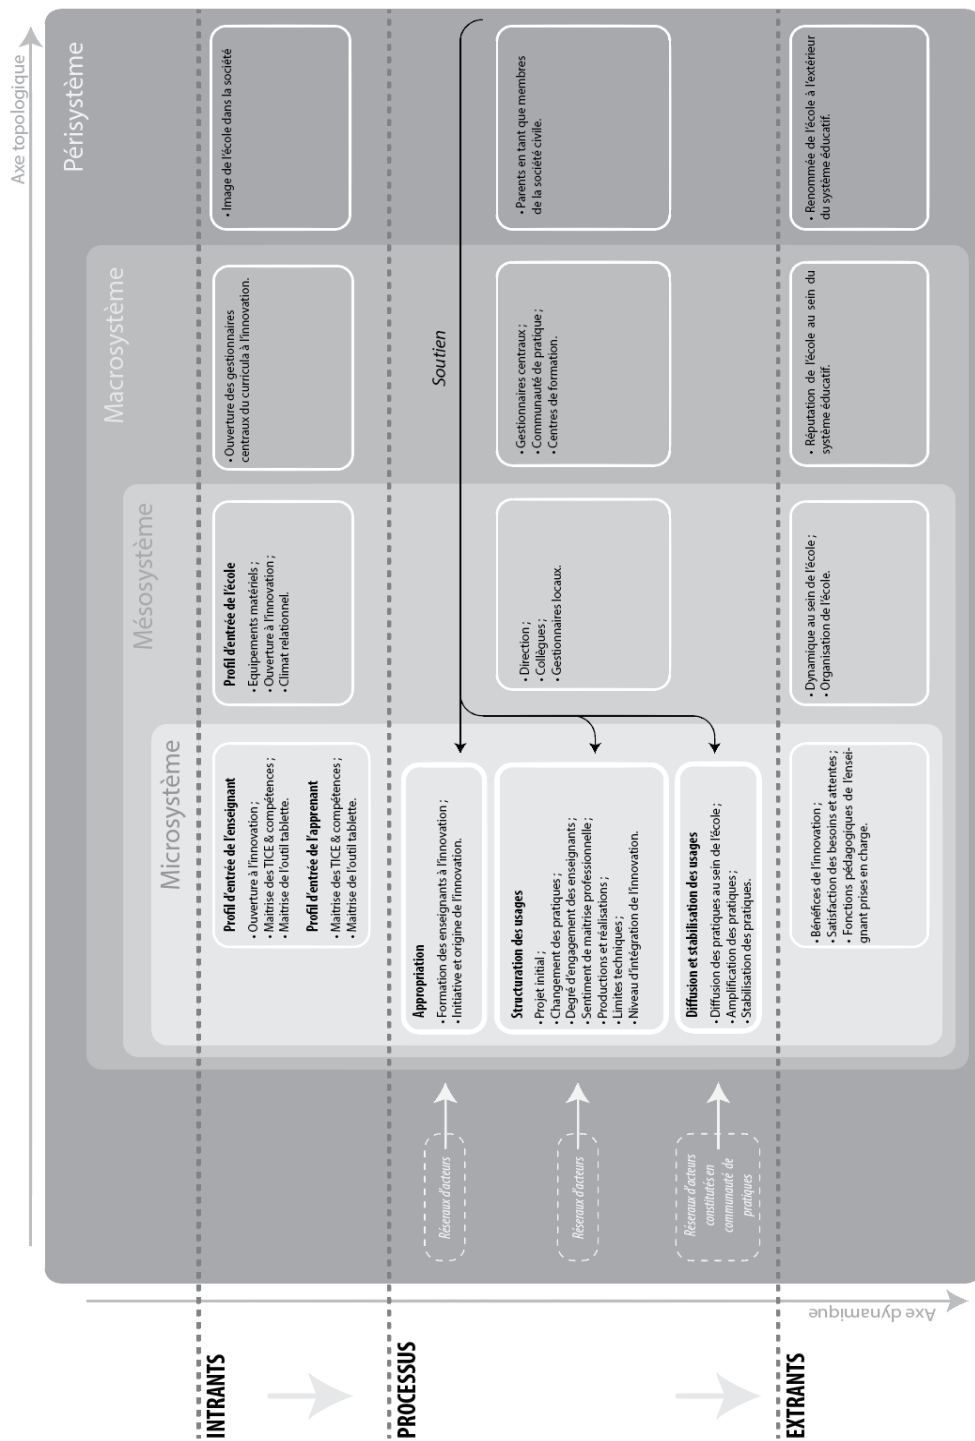 Axe topologique
Périsystème
Macrosystème
Mésosystème
Microsystème
INTRANTS
Profil d'entrée de l'enseignant
• Ouverture à l'innovation ;
• Maitrise des TICE & compétences ;
• Maitrise de l'outil tablette.
Profil d'entrée de l'apprenant
• Maitrise des TICE & compétences ;
• Maitrise de l'outil tablette.
Profil d'entrée de l'école
• Equipements matériels ;
• Ouverture à l'innovation ;
• Climat relationnel.
• Ouverture des gestionnaires
centraux du curricula à l'innovation.
• Image de l'école dans la société
PROCESSUS
Soutien
Réseraux d'acteurs
Appropriation
• Formation des enseignants à l'innovation ;
• Initiative et origine de l'innovation.
Réseraux d'acteurs
Structuration des usages
• Projet initial ;
• Changement des pratiques ;
• Degré d'engagement des enseignants ;
• Sentiment de maitrise professionnelle ;
• Productions et réalisations ;
• Limites techniques ;
• Niveau d'intégration de l'innovation.
• Direction ;
• Collègues ;
• Gestionnaires locaux.
• Gestionnaires centraux ;
• Communauté de pratique ;
• Centres de formation.
• Parents en tant que membres
de la société civile.
Réseraux d'acteurs
constitués en
communauté de
pratiques
Diffusion et stabilisation des usages
• Diffusion des pratiques au sein de l'école ;
• Amplification des pratiques ;
• Stabilisation des pratiques.
EXTRANTS
• Bénéfices de l'innovation ;
• Satisfaction des besoins et attentes ;
• Fonctions pédagogiques de l'ensei-
gnant prises en charge.
• Dynamique au sein de l'école ;
• Organisation de l'école.
• Réputation de l'école au sein du
système éducatif.
• Renommée de l'école à l'extérieur
du système éducatif.
Axe dynamique